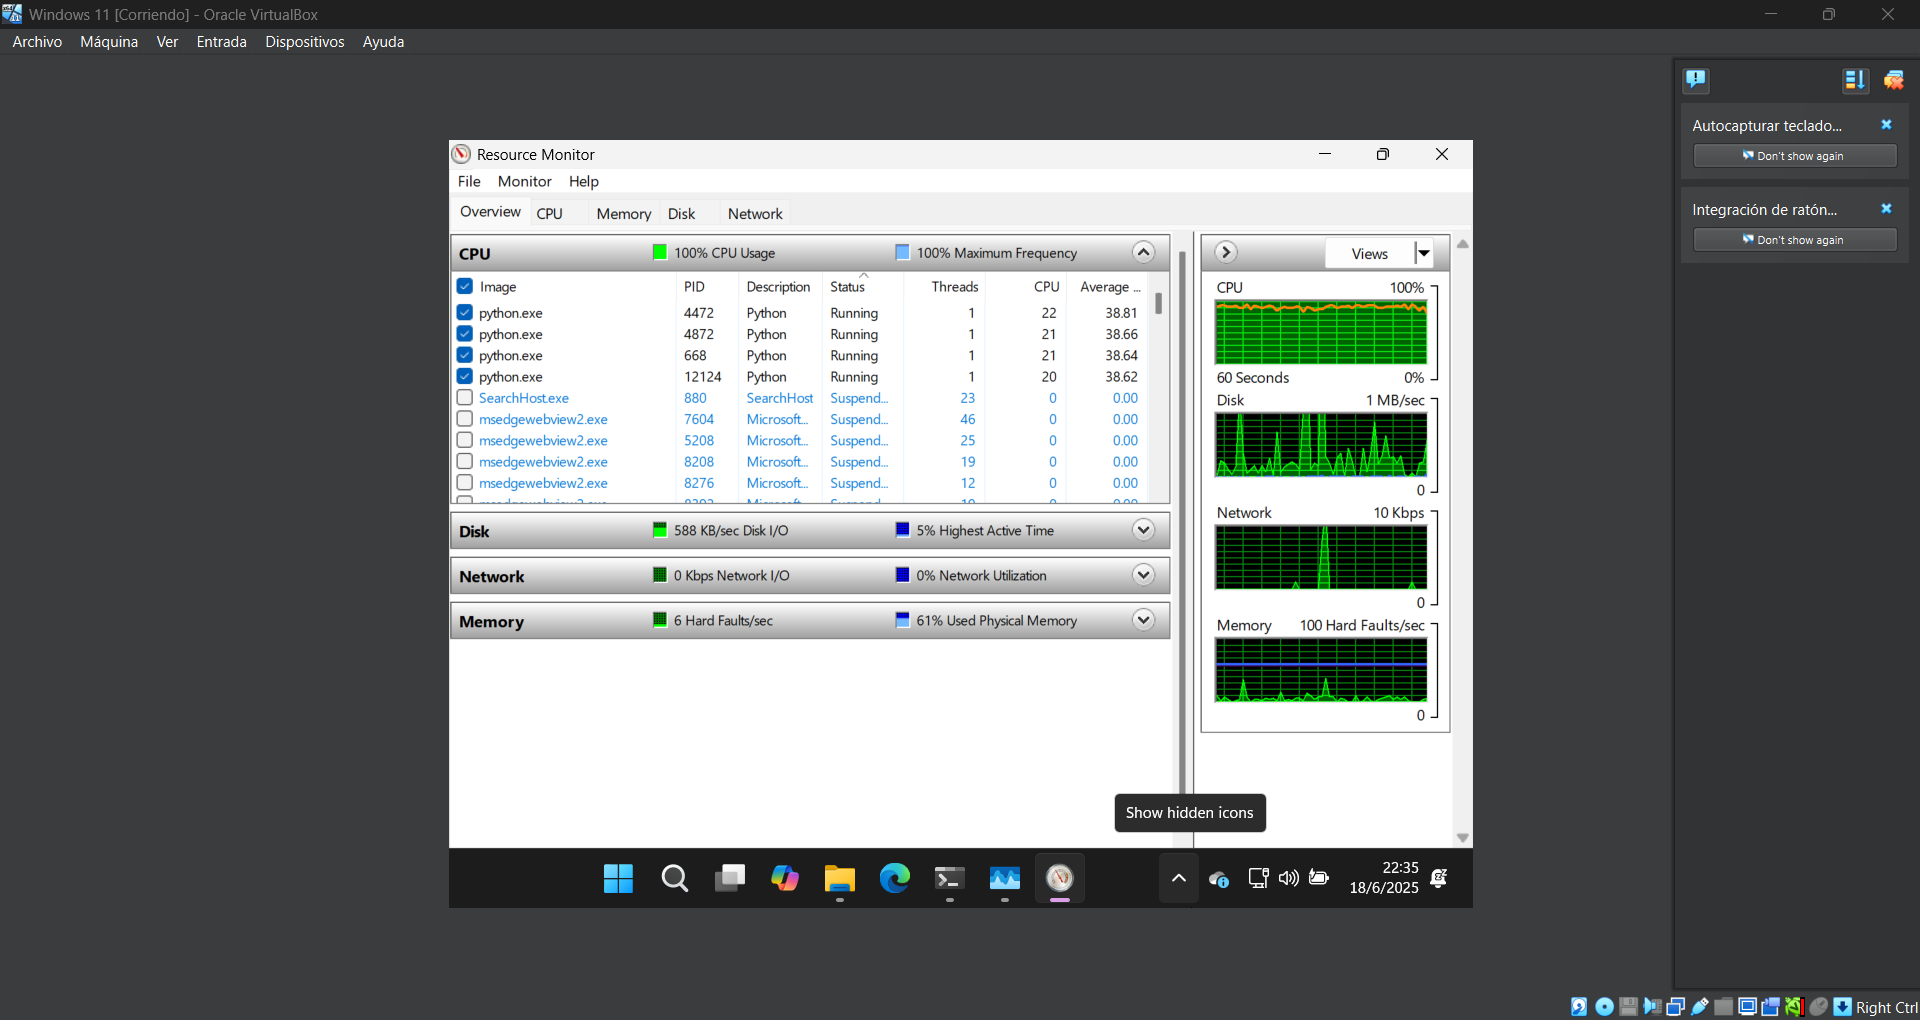 Windows 11 [Corriendo] - Oracle VirtualBox
Archivo Máquina Ver Entrada Dispositivos Ayuda
Autocapturar teclado...
Don't show again
Integración de ratón...
Don't show again
Resource Monitor
File Monitor Help
Overview CPU Memory Disk Network
CPU 100% CPU Usage 100% Maximum Frequency
Image PID Description Status Threads CPU Average ...
python.exe 4472 Python Running 1 22 38.81
python.exe 4872 Python Running 1 21 38.66
python.exe 668 Python Running 1 21 38.64
python.exe 12124 Python Running 1 20 38.62
SearchHost.exe 880 SearchHost Suspend... 23 0 0.00
msedgewebview2.exe 7604 Microsoft... Suspend... 46 0 0.00
msedgewebview2.exe 5208 Microsoft... Suspend... 25 0 0.00
msedgewebview2.exe 8208 Microsoft... Suspend... 19 0 0.00
msedgewebview2.exe 8276 Microsoft... Suspend... 12 0 0.00
Disk 588 KB/sec Disk I/O 5% Highest Active Time
Network 0 Kbps Network I/O 0% Network Utilization
Memory 6 Hard Faults/sec 61% Used Physical Memory
Views
CPU 100%
60 Seconds 0%
Disk 1 MB/sec
0
Network 10 Kbps
0
Memory 100 Hard Faults/sec
0
Show hidden icons
22:35
18/6/2025
Right Ctrl